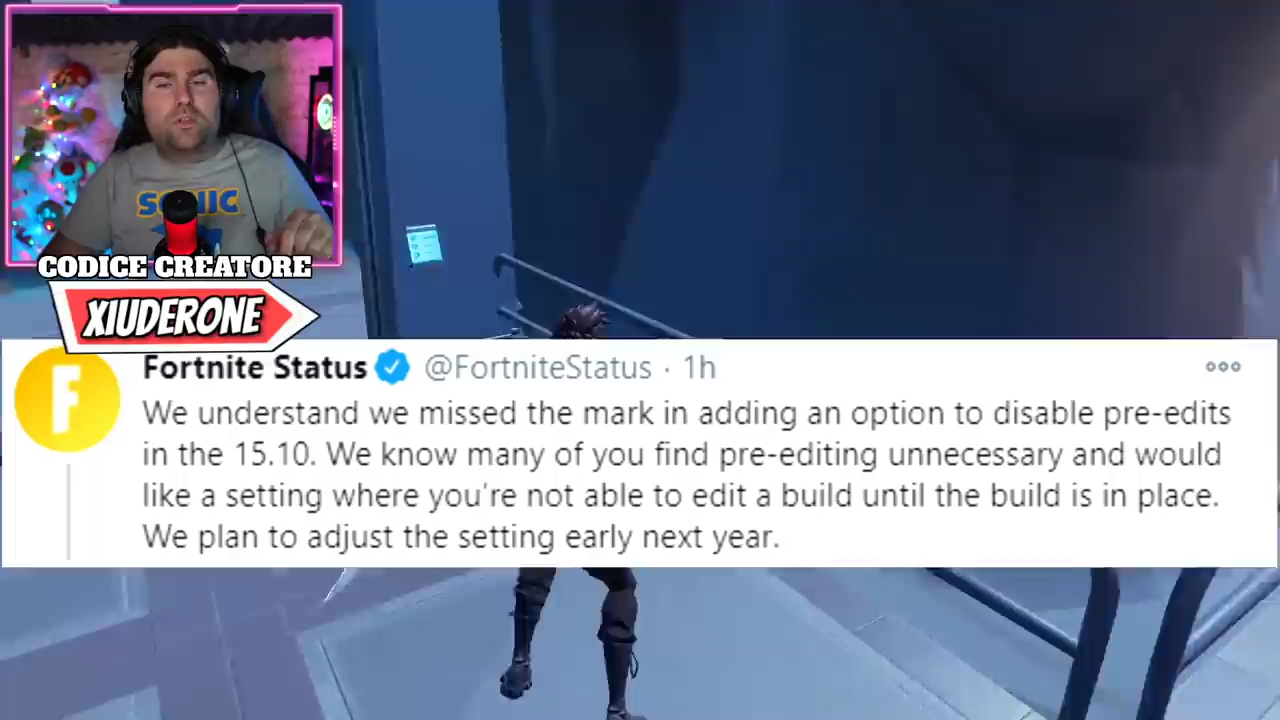 SONIC
CODICE CREATORE
XIUDERONE
Fortnite Status @FortniteStatus · 1h
We understand we missed the mark in adding an option to disable pre-edits
in the 15.10. We know many of you find pre-editing unnecessary and would
like a setting where you're not able to edit a build until the build is in place.
We plan to adjust the setting early next year.